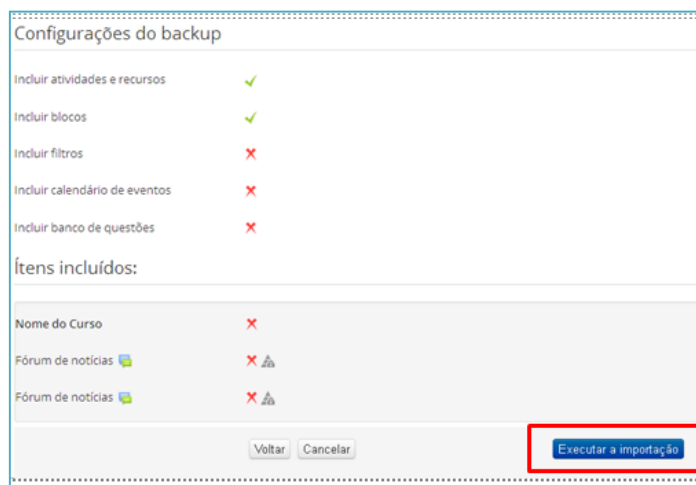 Configurações do backup
Incluir atividades e recursos
Incluir blocos
Incluir filtros
Incluir calendário de eventos
Incluir banco de questões
Ítens incluídos:
Nome do Curso
Fórum de notícias
Fórum de notícias
Voltar Cancelar Executar a importação